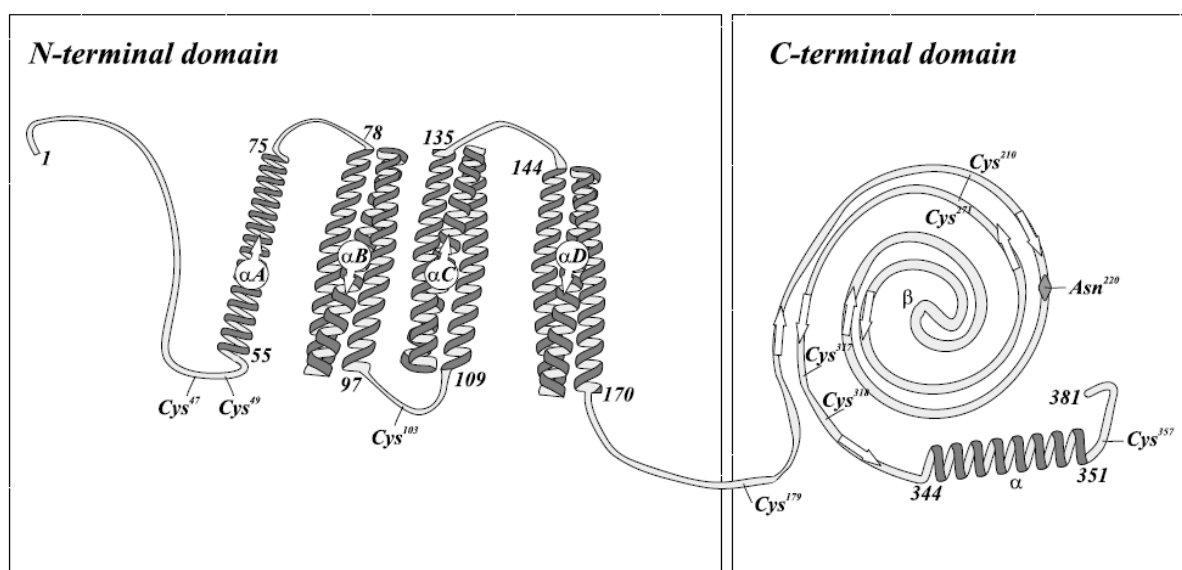 N-terminal domain
C-terminal domain
1
75
78
135
144
αA
αB
αC
αD
55
97
109
170
Cys47
Cys49
Cys103
Cys179
Cys210
Cys271
Asn220
β
Cys317
Cys318
381
Cys357
344
α
351